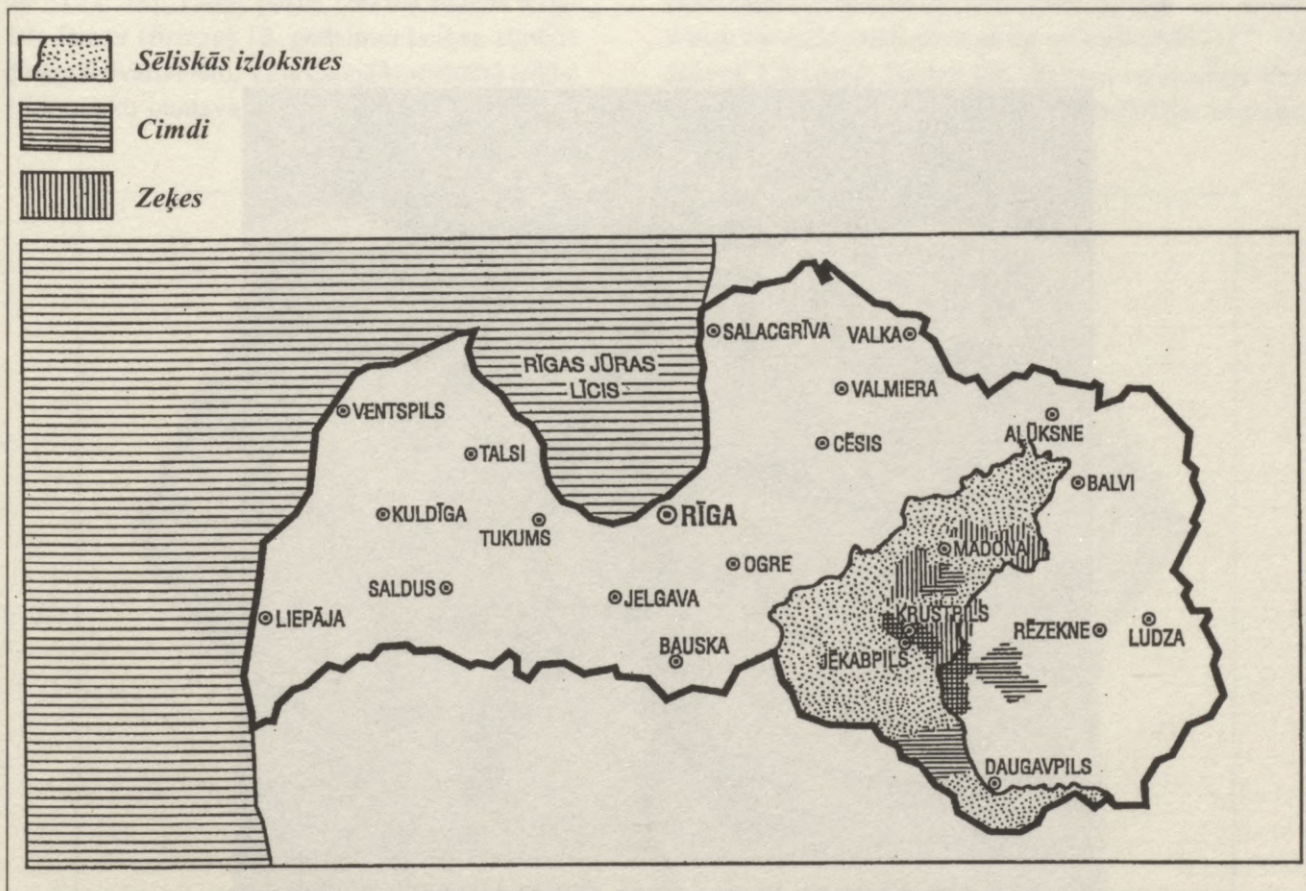 Sēliskās izloksnes
Cimdi
Zeķes
SALACGRĪVA
VALKA
RĪGAS JŪRAS
LĪCIS
VALMIERA
VENTSPILS
ALŪKSNE
TALSI
CĒSIS
BALVI
KULDĪGA
RĪGA
TUKUMS
MADONA
OGRE
SALDUS
JELGAVA
LIEPĀJA
KRUSTPILS
RĒZEKNE
LUDZA
JĒKABPILS
BAUSKA
DAUGAVPILS